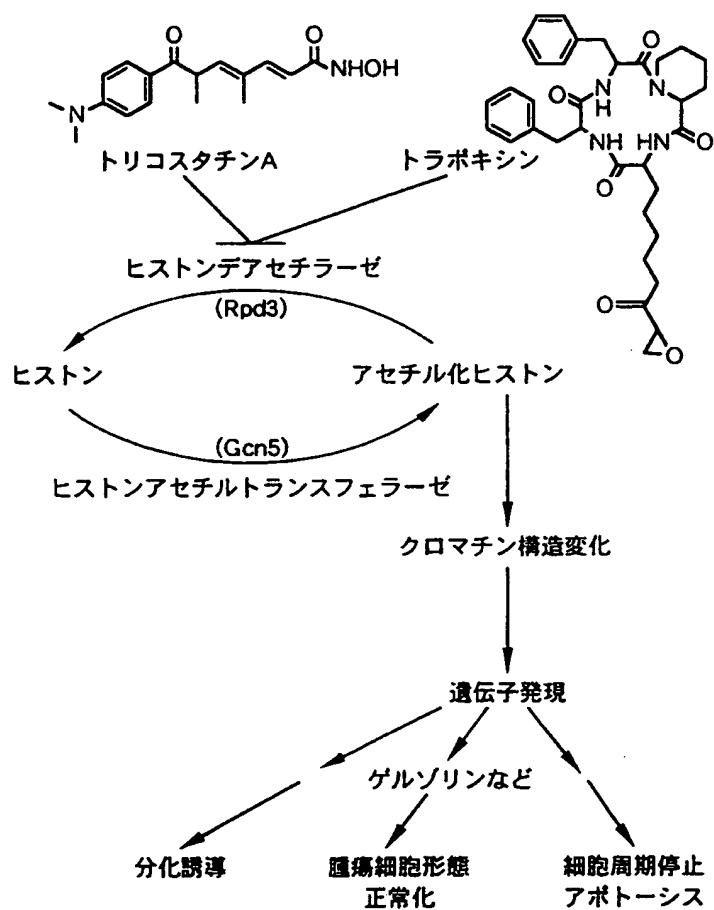 O
O
NHOH
N
トリコスタチンA
O
N
O
HN
NH
HN
O
O
O
O
トラポキシン
ヒストンデアセチラーゼ
(Rpd3)
ヒストン
アセチル化ヒストン
(Gcn5)
ヒストンアセチルトランスフェラーゼ
クロマチン構造変化
遺伝子発現
ゲルゾリンなど
分化誘導
腫瘍細胞形態
正常化
細胞周期停止
アポトーシス